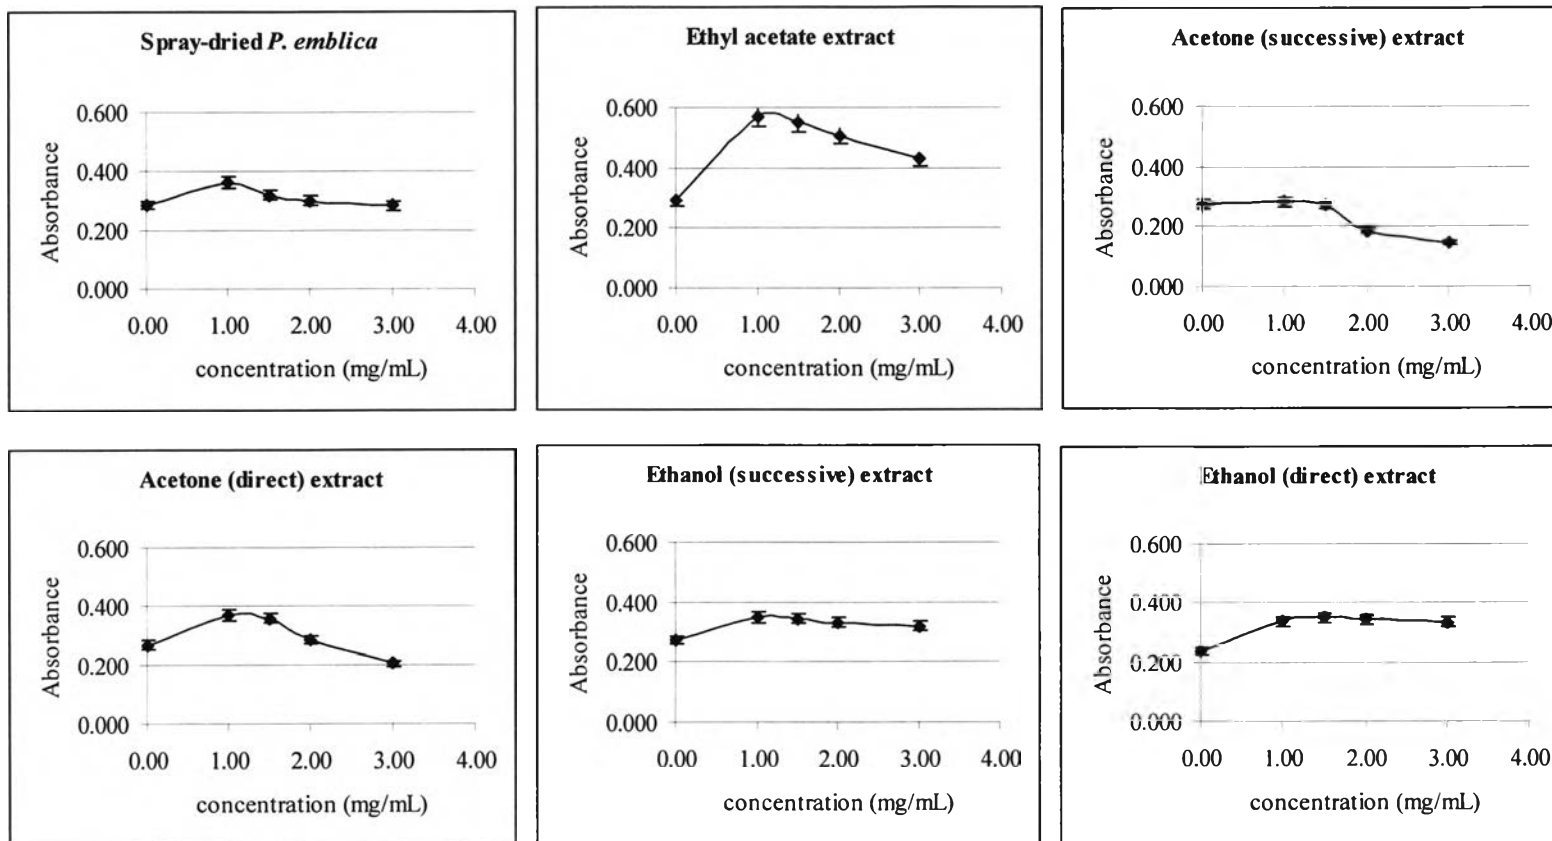 Spray-dried P. emblica
Absorbance
0.600
0.400
0.200
0.000
0.00 1.00 2.00 3.00 4.00
concentration (mg/mL)
Ethyl acetate extract
Absorbance
0.600
0.400
0.200
0.000
0.00 1.00 2.00 3.00 4.00
concentration (mg/mL)
Acetone (successive) extract
Absorbance
0.600
0.400
0.200
0.000
0.00 1.00 2.00 3.00 4.00
concentration (mg/mL)
Acetone (direct) extract
Absorbance
0.600
0.400
0.200
0.000
0.00 1.00 2.00 3.00 4.00
concentration (mg/mL)
Ethanol (successive) extract
Absorbance
0.600
0.400
0.200
0.000
0.00 1.00 2.00 3.00 4.00
concentration (mg/mL)
Ethanol (direct) extract
Absorbance
0.600
0.400
0.200
0.000
0.00 1.00 2.00 3.00 4.00
concentration (mg/mL)